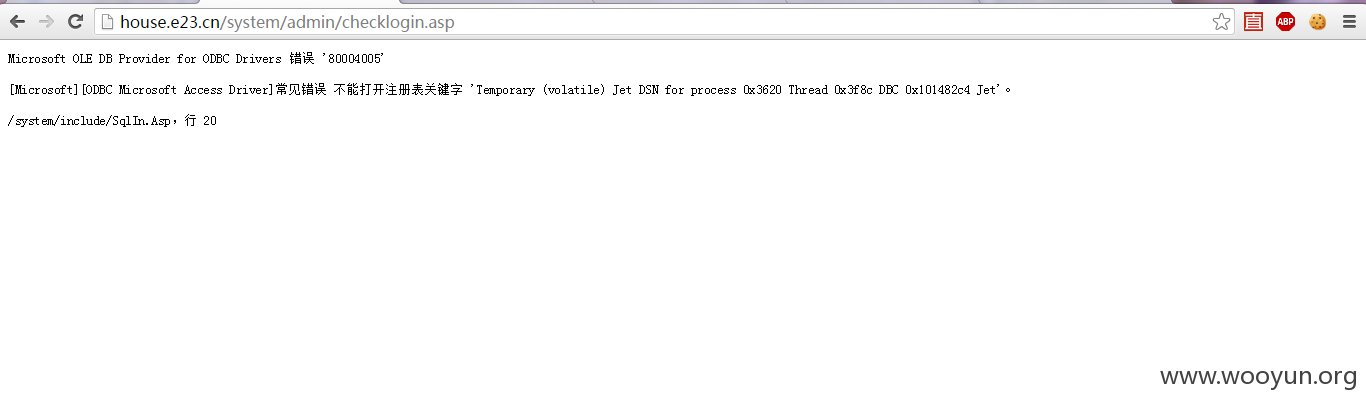 house.e23.cn/system/admin/checklogin.asp
ABP
Microsoft OLE DB Provider for ODBC Drivers 错误 '80004005'
[Microsoft][ODBC Microsoft Access Driver]常见错误 不能打开注册表关键字 'Temporary (volatile) Jet DSN for process 0x3620 Thread 0x3f8c DBC 0x101482c4 Jet'。
/system/include/SqlIn.Asp，行 20
www.wooyun.org